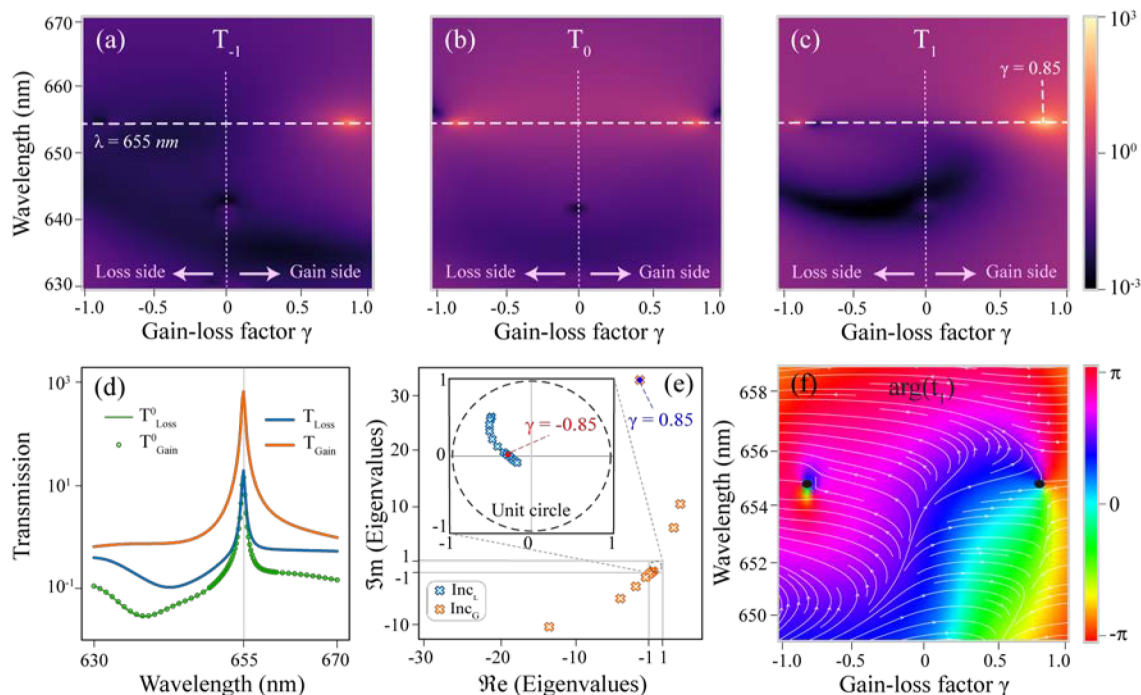 (a) T₋₁
(b) T₀
(c) T₁
γ = 0.85
λ = 655 nm
Loss side Gain side
Loss side Gain side
Loss side Gain side
Wavelength (nm)
670
660
650
640
630
-1.0 -0.5 0 0.5 1.0
-1.0 -0.5 0 0.5 1.0
-1.0 -0.5 0 0.5 1.0
Gain-loss factor γ
Gain-loss factor γ
Gain-loss factor γ
10³
10⁰
10⁻³
(d)
T⁰Loss
TLoss
T⁰Gain
TGain
Transmission
10³
10¹
10⁻¹
630 655 670
Wavelength (nm)
(e)
γ = -0.85
γ = 0.85
Unit circle
1
0
-1
-1 0 1
IncL
IncG
ℑm (Eigenvalues)
30
20
10
1
-1
-10
-30 -20 -10 -1 1
ℜe (Eigenvalues)
(f) arg(t₁)
Wavelength (nm)
658
656
654
652
650
-1.0 -0.5 0 0.5 1.0
Gain-loss factor γ
π
0
-π